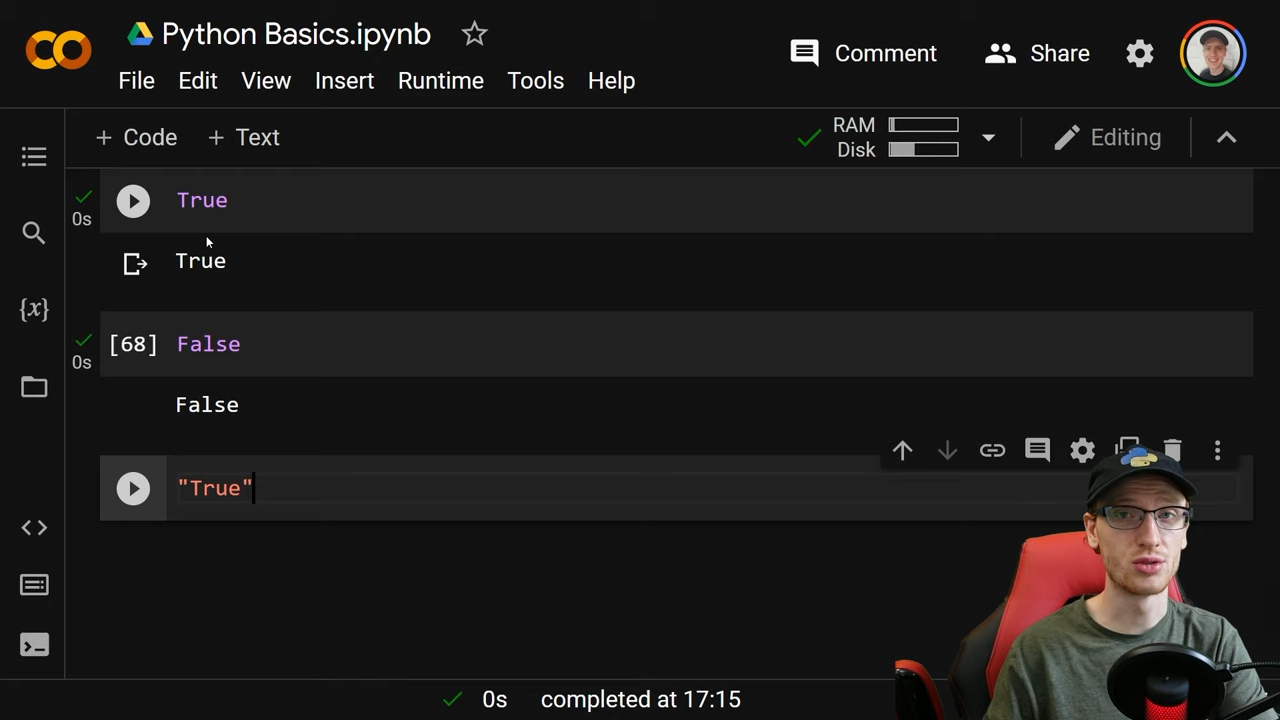 Python Basics.ipynb
Comment
Share
File Edit View Insert Runtime Tools Help
+ Code + Text
RAM
Disk
Editing
True
0s
True
{x}
[68] False
0s
False
"True"
0s completed at 17:15